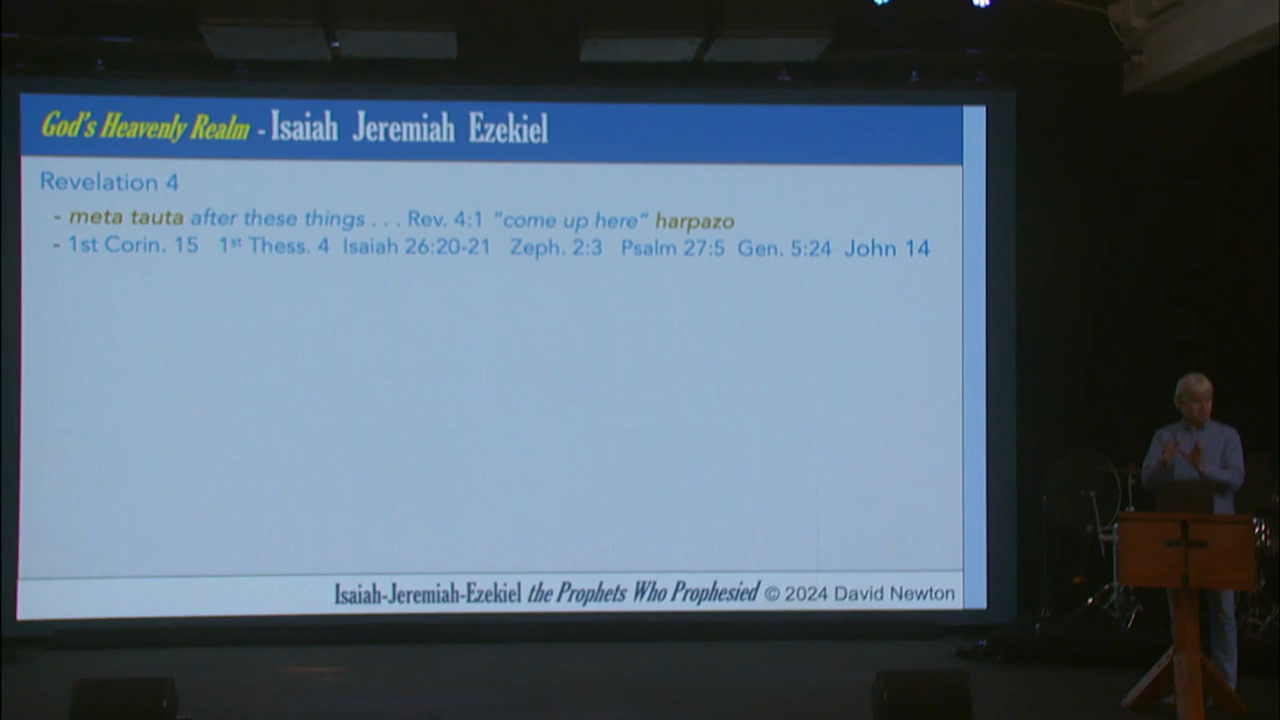 God's Heavenly Realm - Isaiah Jeremiah Ezekiel
Revelation 4
- meta tauta after these things . . . Rev. 4:1 "come up here" harpazo
- 1st Corin. 15 1st Thess. 4 Isaiah 26:20-21 Zeph. 2:3 Psalm 27:5 Gen. 5:24 John 14
Isaiah-Jeremiah-Ezekiel the Prophets Who Prophesied © 2024 David Newton